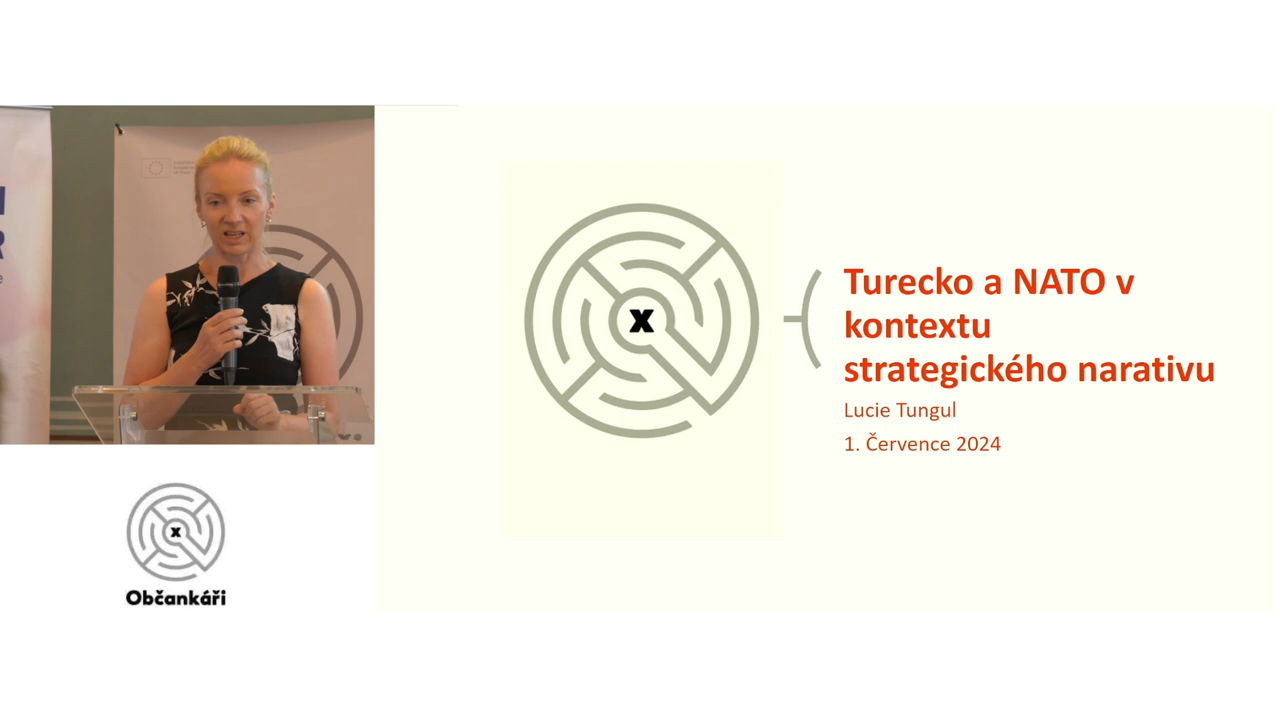 Turecko a NATO v
kontextu
strategického narativu
Lucie Tungul
1. Července 2024
x
x
Občankáři